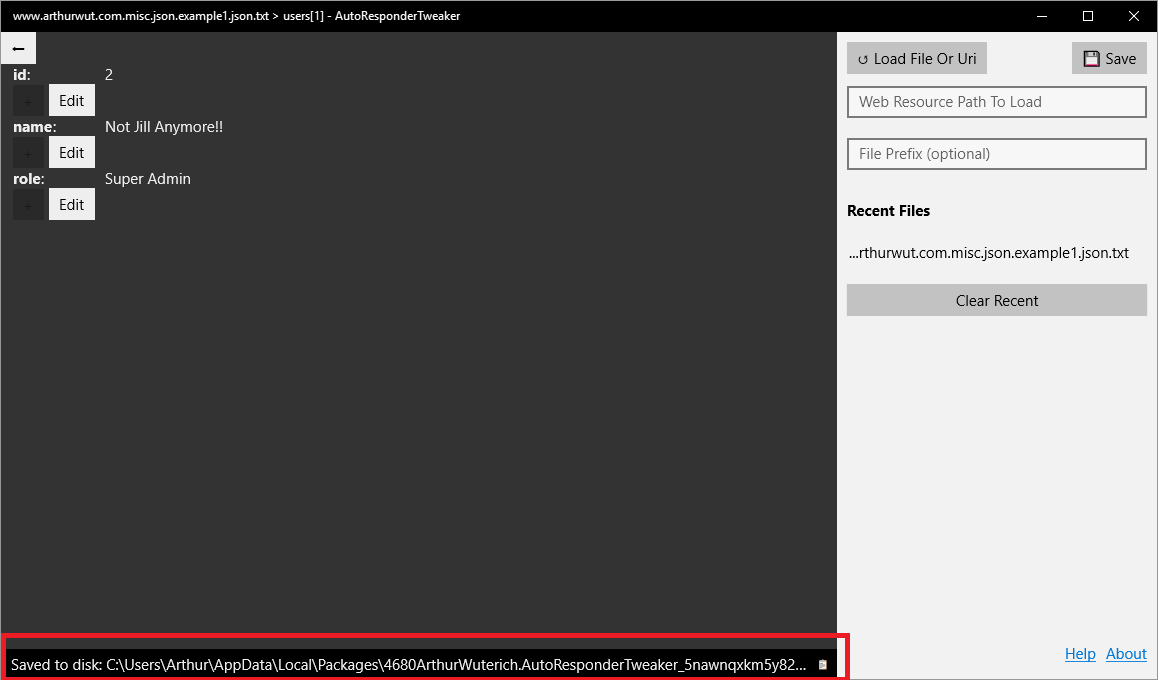 www.arthurwut.com.misc.json.example1.json.txt > users[1] - AutoResponderTweaker
←
id: 2
+ Edit
name: Not Jill Anymore!!
+ Edit
role: Super Admin
+ Edit
Saved to disk: C:\Users\Arthur\AppData\Local\Packages\4680ArthurWuterich.AutoResponderTweaker_5nawnqxkm5y82...
↺ Load File Or Uri
Save
Web Resource Path To Load
File Prefix (optional)
Recent Files
...rthurwut.com.misc.json.example1.json.txt
Clear Recent
Help About